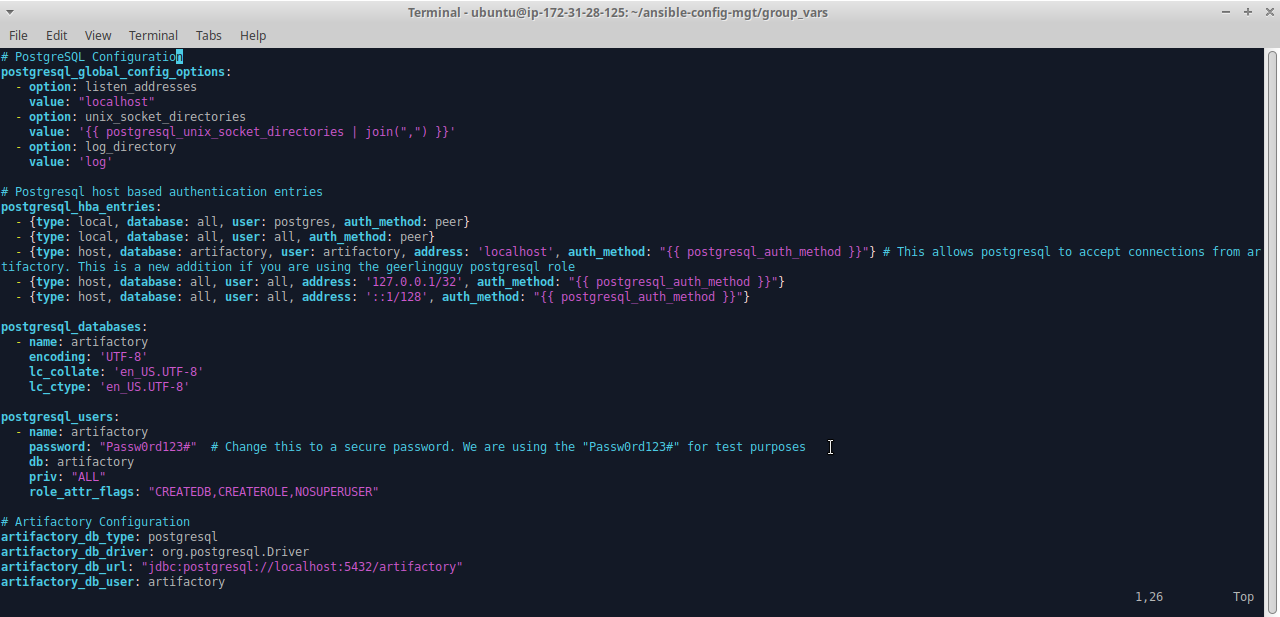 Terminal - ubuntu@ip-172-31-28-125: ~/ansible-config-mgt/group_vars
File Edit View Terminal Tabs Help
# PostgreSQL Configuration
postgresql_global_config_options:
  - option: listen_addresses
    value: "localhost"
  - option: unix_socket_directories
    value: '{{ postgresql_unix_socket_directories | join(",") }}'
  - option: log_directory
    value: 'log'
# Postgresql host based authentication entries
postgresql_hba_entries:
  - {type: local, database: all, user: postgres, auth_method: peer}
  - {type: local, database: all, user: all, auth_method: peer}
  - {type: host, database: artifactory, user: artifactory, address: 'localhost', auth_method: "{{ postgresql_auth_method }}"} # This allows postgresql to accept connections from ar
tifactory. This is a new addition if you are using the geerlingguy postgresql role
  - {type: host, database: all, user: all, address: '127.0.0.1/32', auth_method: "{{ postgresql_auth_method }}"}
  - {type: host, database: all, user: all, address: '::1/128', auth_method: "{{ postgresql_auth_method }}"}
postgresql_databases:
  - name: artifactory
    encoding: 'UTF-8'
    lc_collate: 'en_US.UTF-8'
    lc_ctype: 'en_US.UTF-8'
postgresql_users:
  - name: artifactory
    password: "Passw0rd123#"  # Change this to a secure password. We are using the "Passw0rd123#" for test purposes
    db: artifactory
    priv: "ALL"
    role_attr_flags: "CREATEDB,CREATEROLE,NOSUPERUSER"
# Artifactory Configuration
artifactory_db_type: postgresql
artifactory_db_driver: org.postgresql.Driver
artifactory_db_url: "jdbc:postgresql://localhost:5432/artifactory"
artifactory_db_user: artifactory
1,26 Top